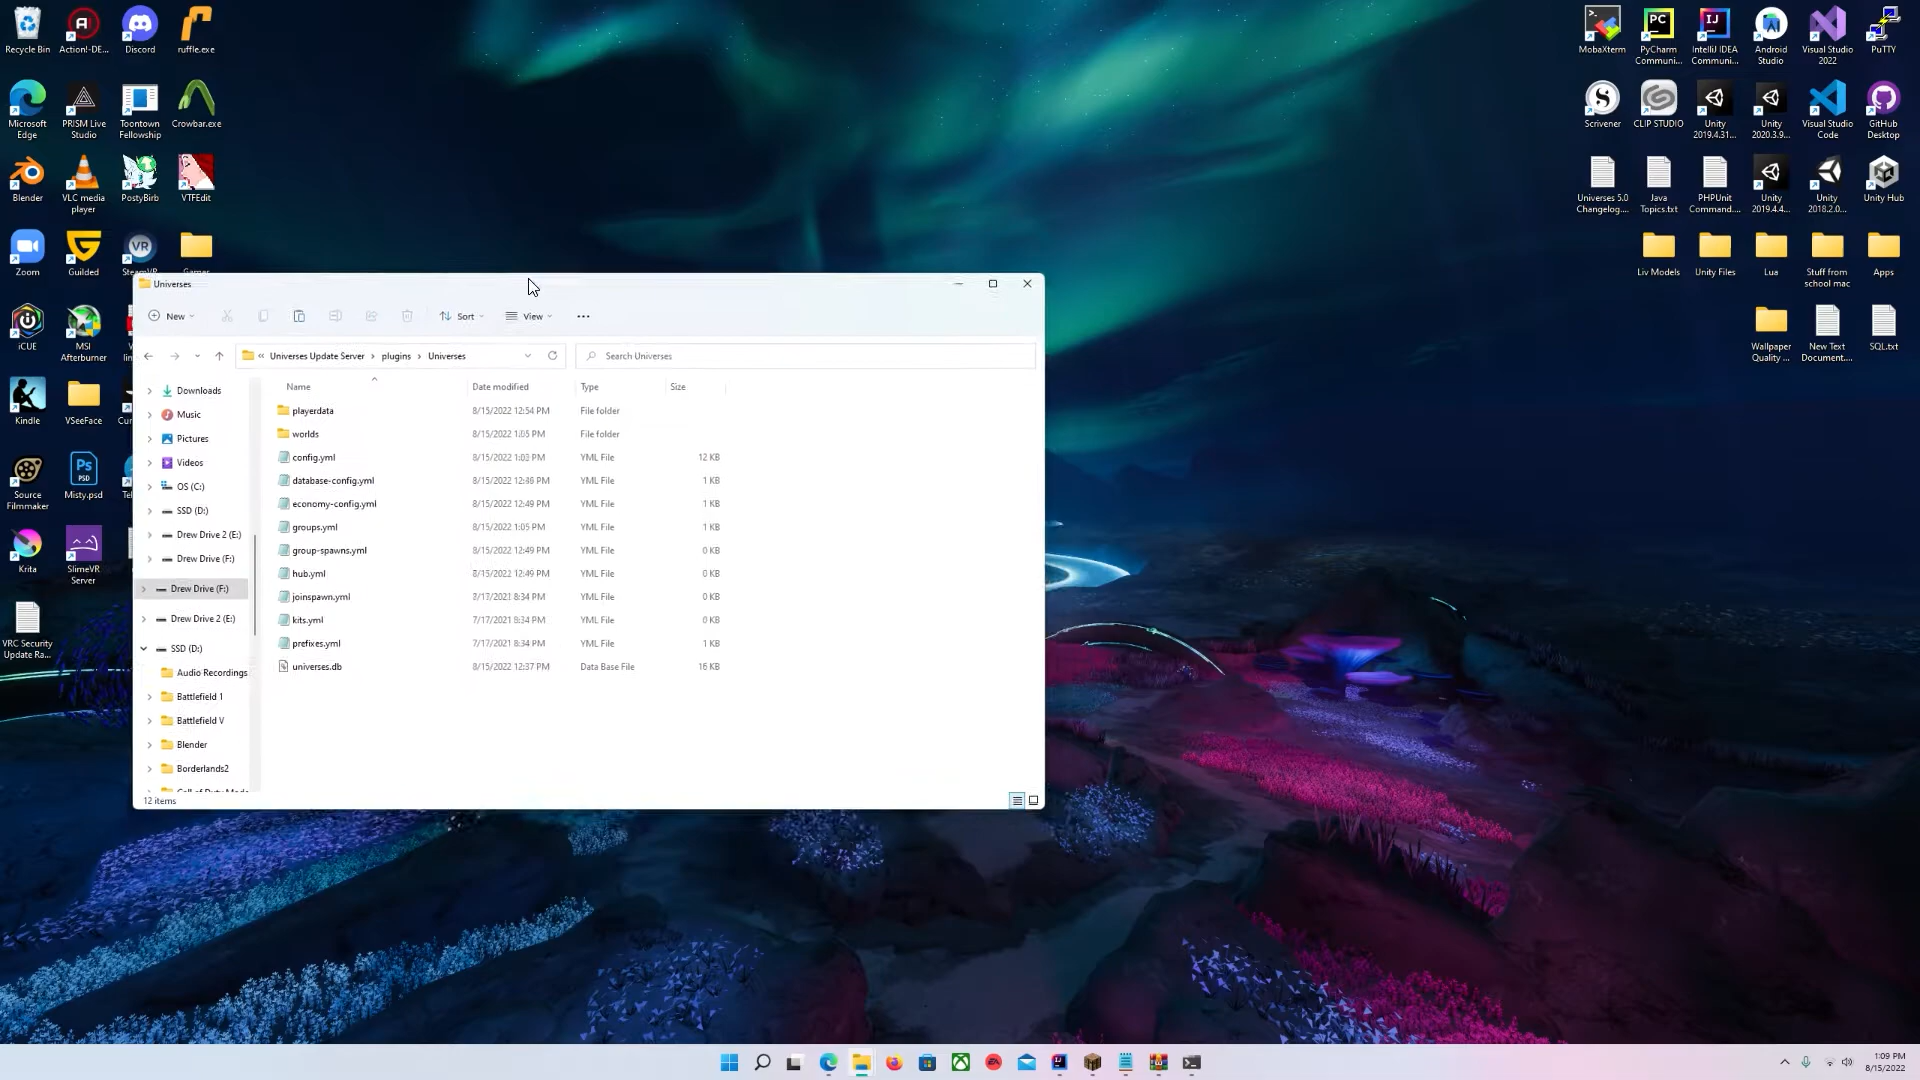 Recycle Bin
Action!-DE...
Discord
ruffle.exe
Microsoft Edge
PRISM Live Studio
Toontown Fellowship
Crowbar.exe
Blender
VLC media player
PostyBirb
VTFEdit
Zoom
Guilded
SteamVR
iCUE
MSI Afterburner
Kindle
VSeeFace
Source Filmmaker
Misty.psd
Krita
SlimeVR Server
VRC Security Update Ra...
MobaXterm
PyCharm Communi...
IntelliJ IDEA Communi...
Android Studio
Visual Studio 2022
PuTTY
Scrivener
CLIP STUDIO
Unity 2019.4.31...
Unity 2020.3.9...
Visual Studio Code
GitHub Desktop
Universes 5.0 Changelog....
Java Topics.txt
PHPUnit Command....
Unity 2019.4.4...
Unity 2018.2.0...
Unity Hub
Liv Models
Unity Files
Lua
Stuff from school mac
Apps
Wallpaper Quality ...
New Text Document....
SQL.txt
Universes
New
Sort
View
Universes Update Server > plugins > Universes
Search Universes
Name Date modified Type Size
playerdata 8/15/2022 12:54 PM File folder
worlds 8/15/2022 1:05 PM File folder
config.yml 8/15/2022 1:03 PM YML File 12 KB
database-config.yml 8/15/2022 12:49 PM YML File 1 KB
economy-config.yml 8/15/2022 12:49 PM YML File 1 KB
groups.yml 8/15/2022 1:05 PM YML File 1 KB
group-spawns.yml 8/15/2022 12:49 PM YML File 0 KB
hub.yml 8/15/2022 12:49 PM YML File 0 KB
joinspawn.yml 7/17/2021 8:34 PM YML File 0 KB
kits.yml 7/17/2021 8:34 PM YML File 0 KB
prefixes.yml 7/17/2021 8:34 PM YML File 1 KB
universes.db 8/15/2022 12:37 PM Data Base File 16 KB
Downloads
Music
Pictures
Videos
OS (C:)
SSD (D:)
Drew Drive 2 (E:)
Drew Drive (F:)
Drew Drive (F:)
Drew Drive 2 (E:)
SSD (D:)
Audio Recordings
Battlefield 1
Battlefield V
Blender
Borderlands2
12 items
1:09 PM
8/15/2022